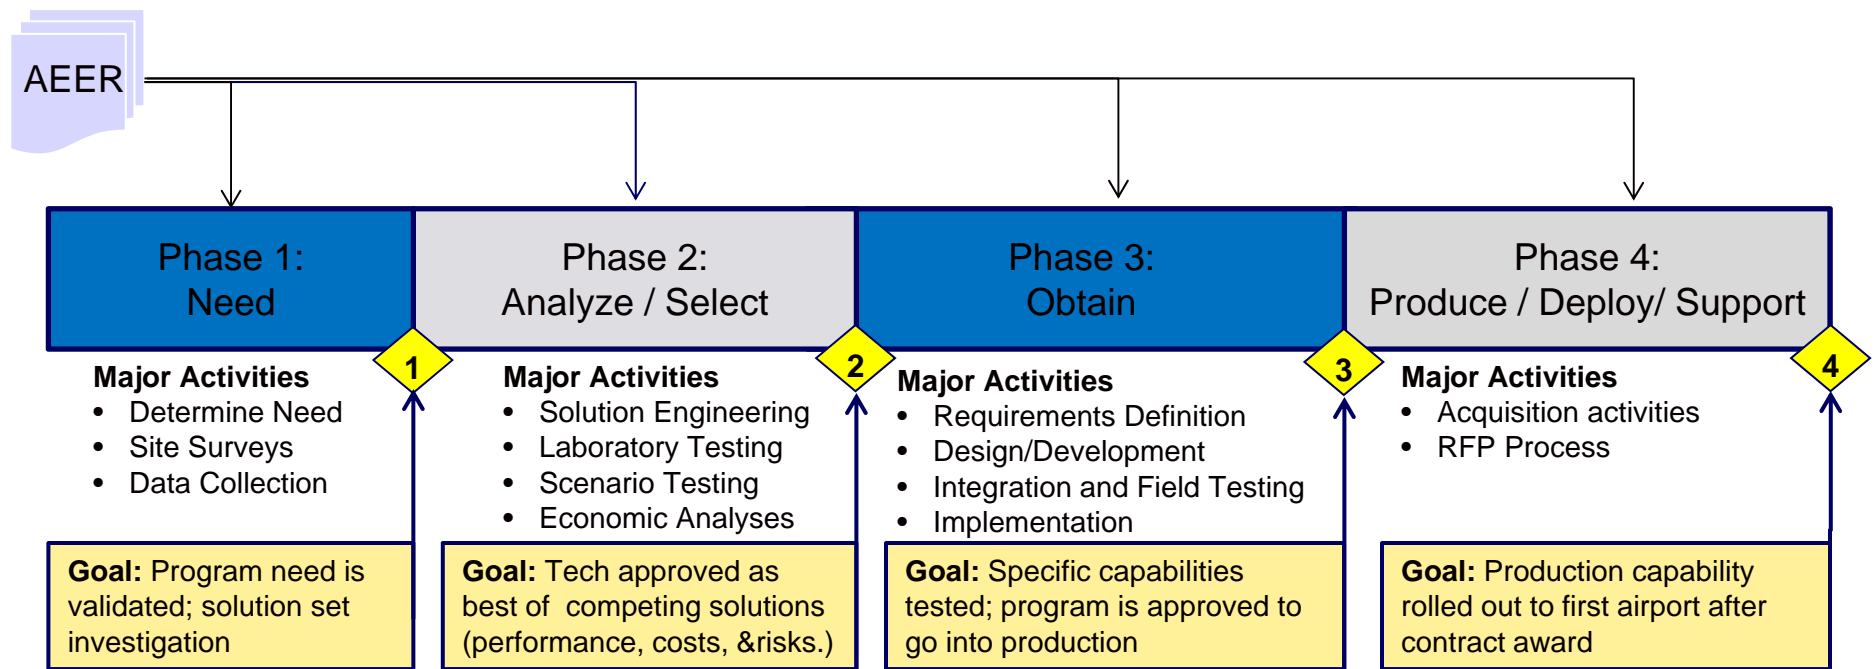 AEER
Phase 1:
Need
Phase 2:
Analyze / Select
Phase 3:
Obtain
Phase 4:
Produce / Deploy/ Support
1
2
3
4
Major Activities
• Determine Need
• Site Surveys
• Data Collection
Major Activities
• Solution Engineering
• Laboratory Testing
• Scenario Testing
• Economic Analyses
Major Activities
• Requirements Definition
• Design/Development
• Integration and Field Testing
• Implementation
Major Activities
• Acquisition activities
• RFP Process
Goal: Program need is
validated; solution set
investigation
Goal: Tech approved as
best of competing solutions
(performance, costs, &risks.)
Goal: Specific capabilities
tested; program is approved to
go into production
Goal: Production capability
rolled out to first airport after
contract award